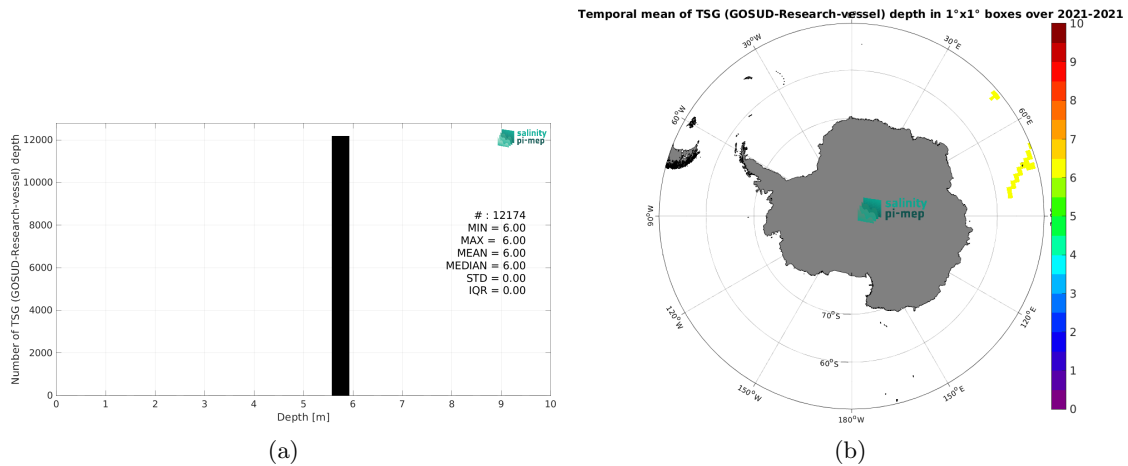 Number of TSG (GOSUD-Research-vessel) depth
12000
10000
8000
6000
4000
2000
0
0 1 2 3 4 5 6 7 8 9 10
Depth [m]
salinity
pi-mep
# : 12174
MIN = 6.00
MAX = 6.00
MEAN = 6.00
MEDIAN = 6.00
STD = 0.00
IQR = 0.00
(a)
Temporal mean of TSG (GOSUD-Research-vessel) depth in 1°x1° boxes over 2021-2021
30°W
30°E
60°W
60°E
90°W
120°W
120°E
150°W
150°E
180°W
70°S
60°S
salinity
pi-mep
10
9
8
7
6
5
4
3
2
1
0
(b)